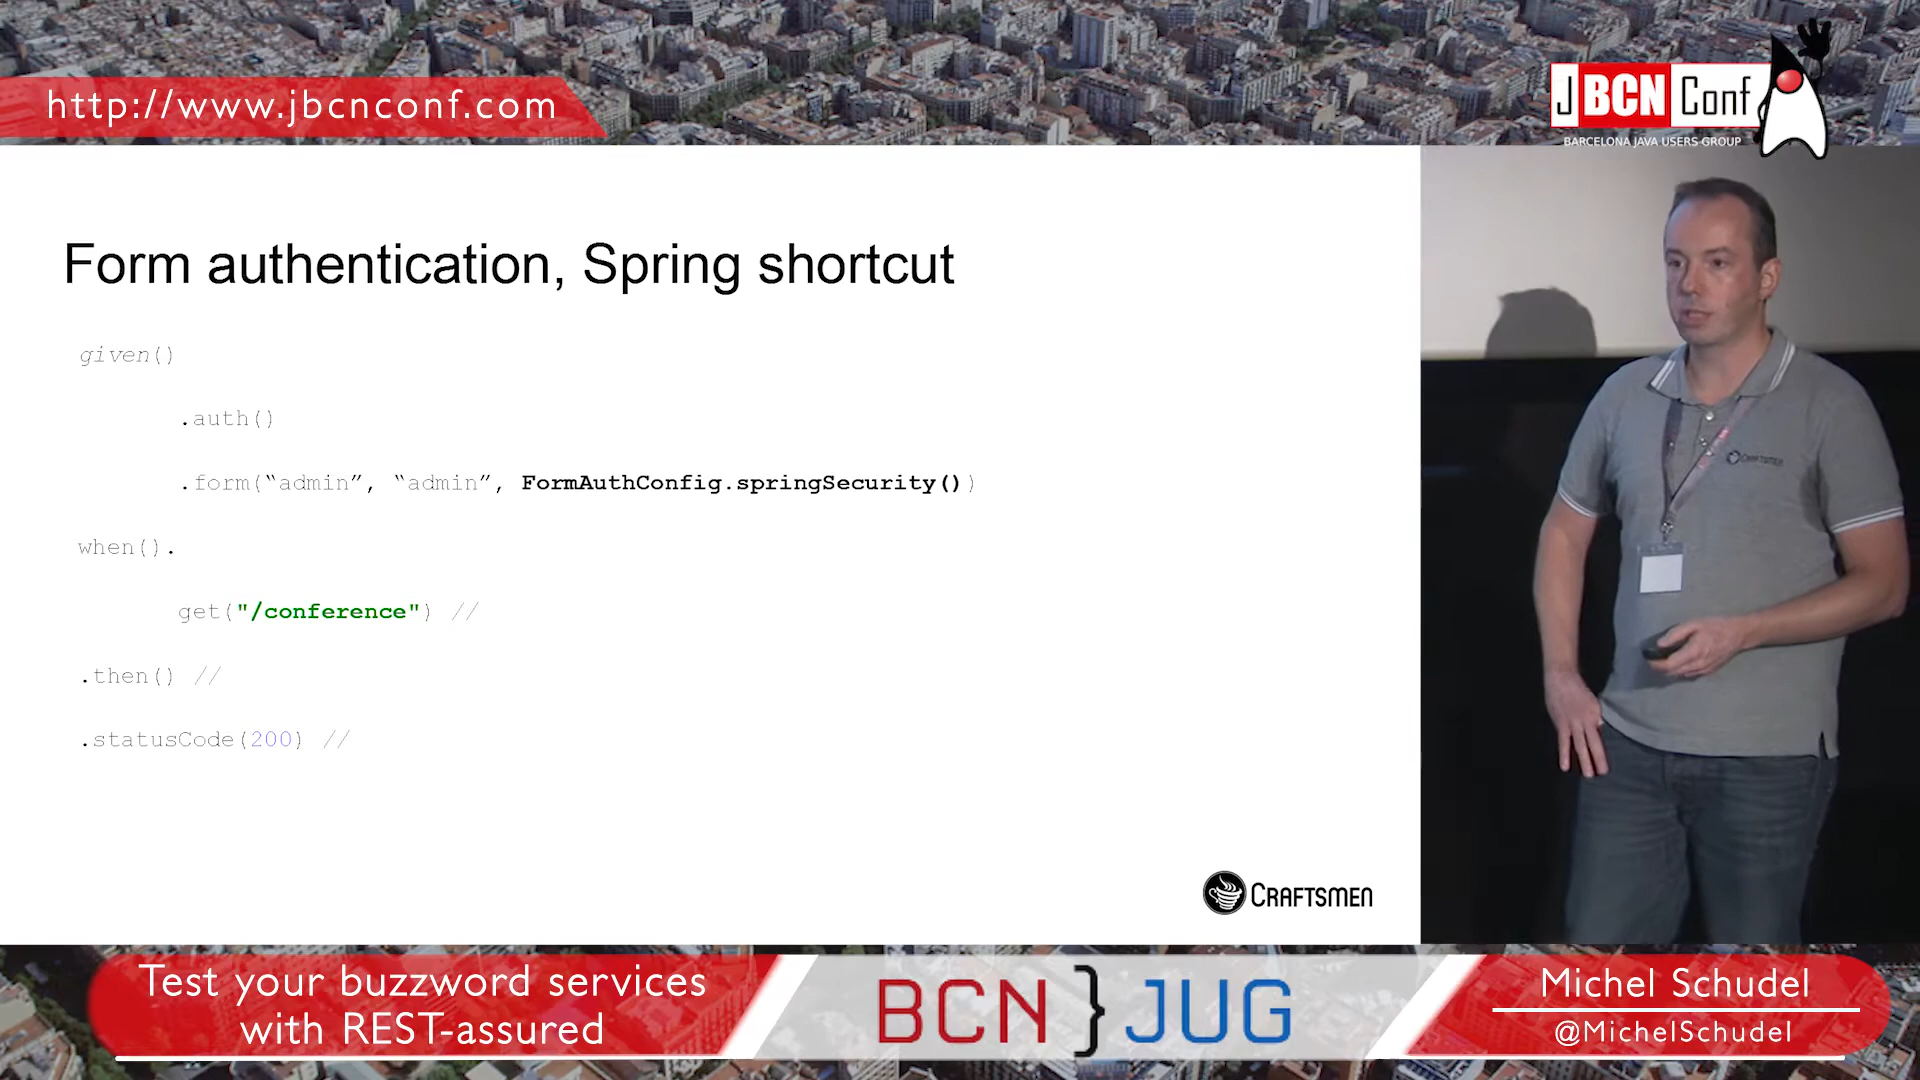 http://www.jbcnconf.com
JBCNConf
BARCELONA JAVA USERS GROUP
Form authentication, Spring shortcut
given()
.auth()
.form(“admin”, “admin”, FormAuthConfig.springSecurity())
when().
get("/conference") //
.then() //
.statusCode(200) //
CRAFTSMEN
CRAFTSMEN
Test your buzzword services
with REST-assured
BCN}JUG
Michel Schudel
@MichelSchudel